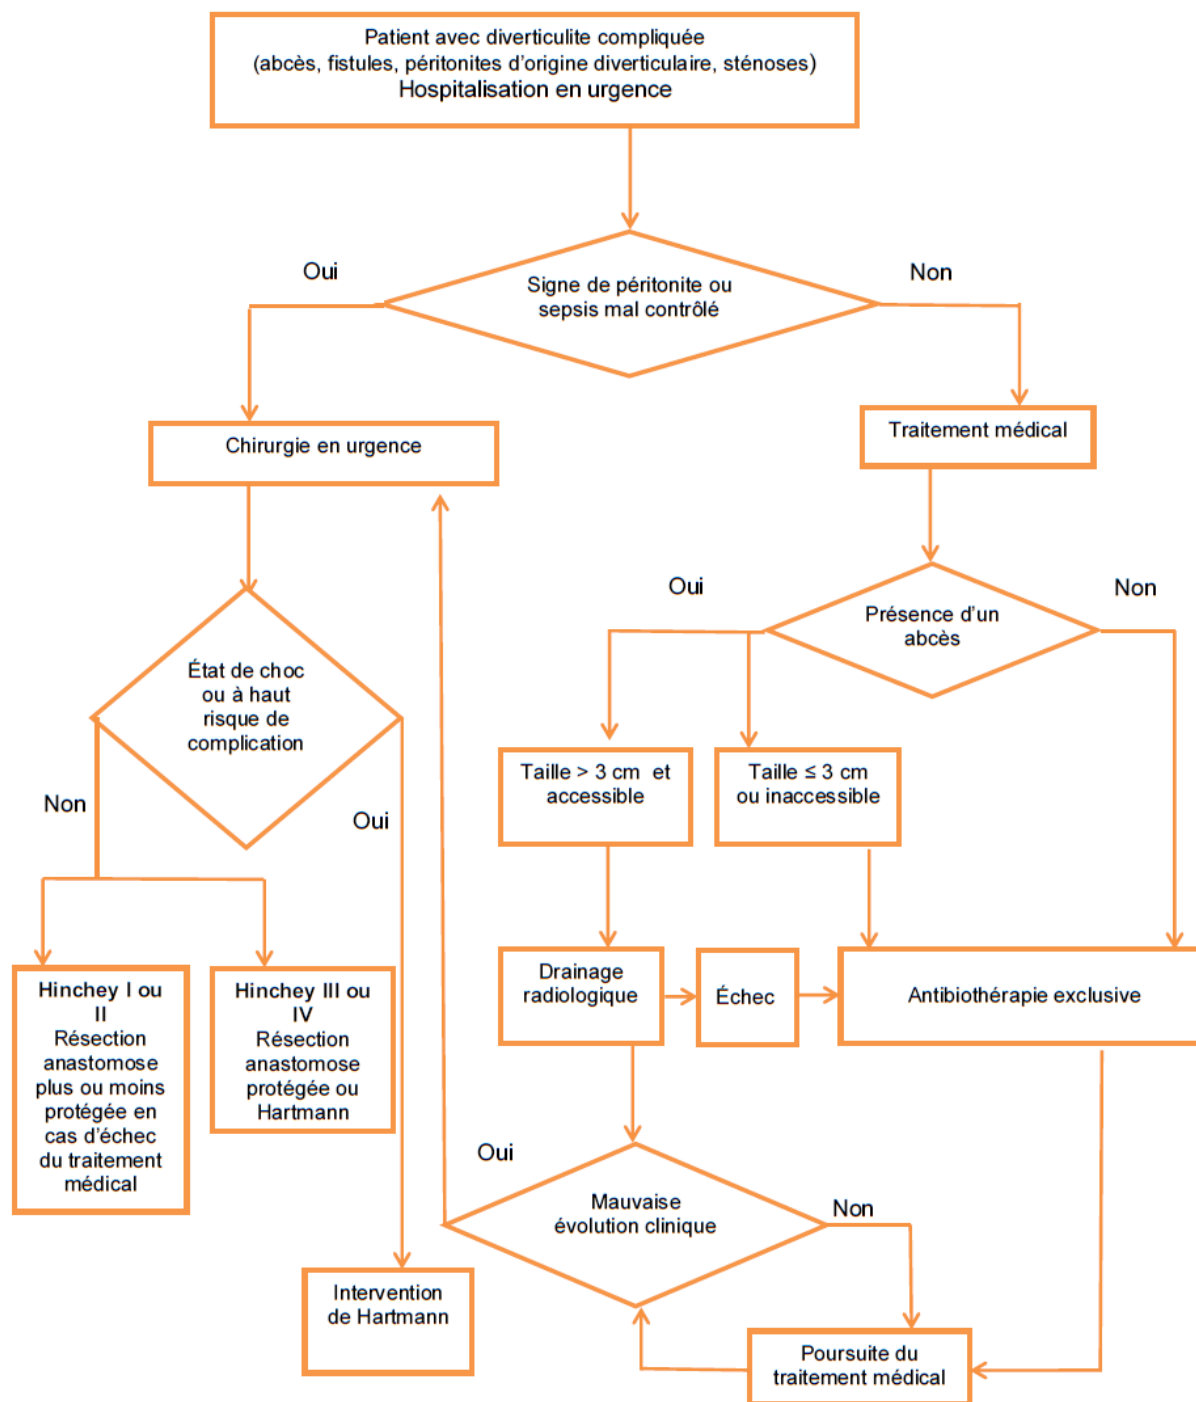 Patient avec diverticulite compliquée
(abcès, fistules, péritonites d'origine diverticulaire, sténoses)
Hospitalisation en urgence
Oui
Non
Signe de péritonite ou
sepsis mal contrôlé
Chirurgie en urgence
Traitement médical
Oui
Non
Présence d'un
abcès
État de choc
ou à haut
risque de
complication
Non
Oui
Taille > 3 cm et
accessible
Taille ≤ 3 cm
ou inaccessible
Hinchey I ou
II
Résection
anastomose
plus ou moins
protégée en
cas d'échec
du traitement
médical
Hinchey III ou
IV
Résection
anastomose
protégée ou
Hartmann
Drainage
radiologique
Échec
Antibiothérapie exclusive
Oui
Mauvaise
évolution clinique
Non
Intervention
de Hartmann
Poursuite du
traitement médical